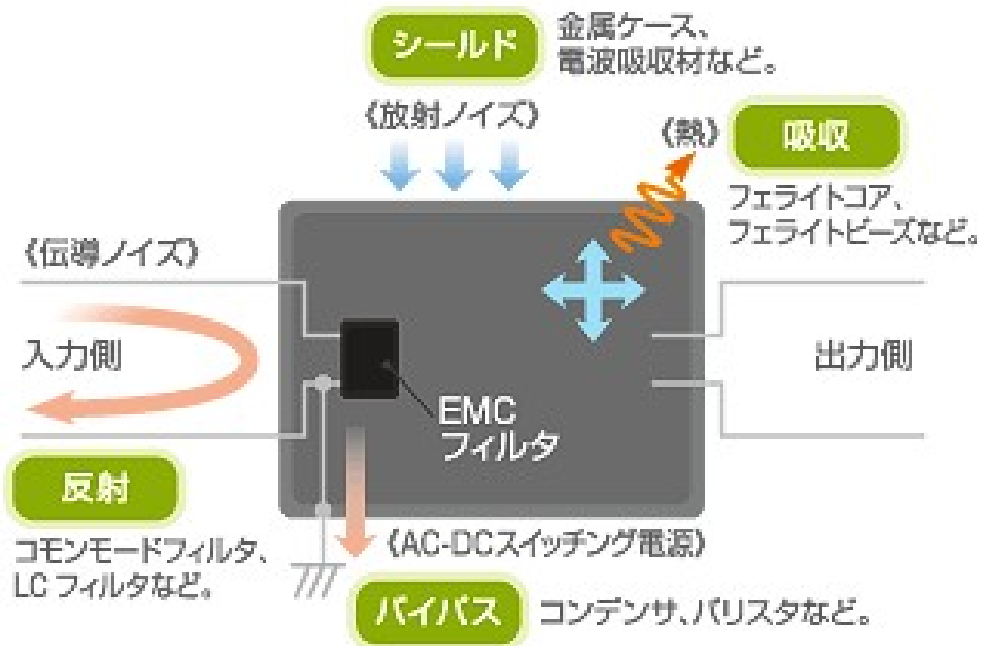 シールド
金属ケース、
電波吸収材など。
《放射ノイズ》
《熱》
吸収
フェライトコア、
フェライトビーズなど。
《伝導ノイズ》
入力側
出力側
EMC
フィルタ
反射
コモンモードフィルタ、
LCフィルタなど。
《AC-DCスイッチング電源》
バイパス
コンデンサ、バリスタなど。